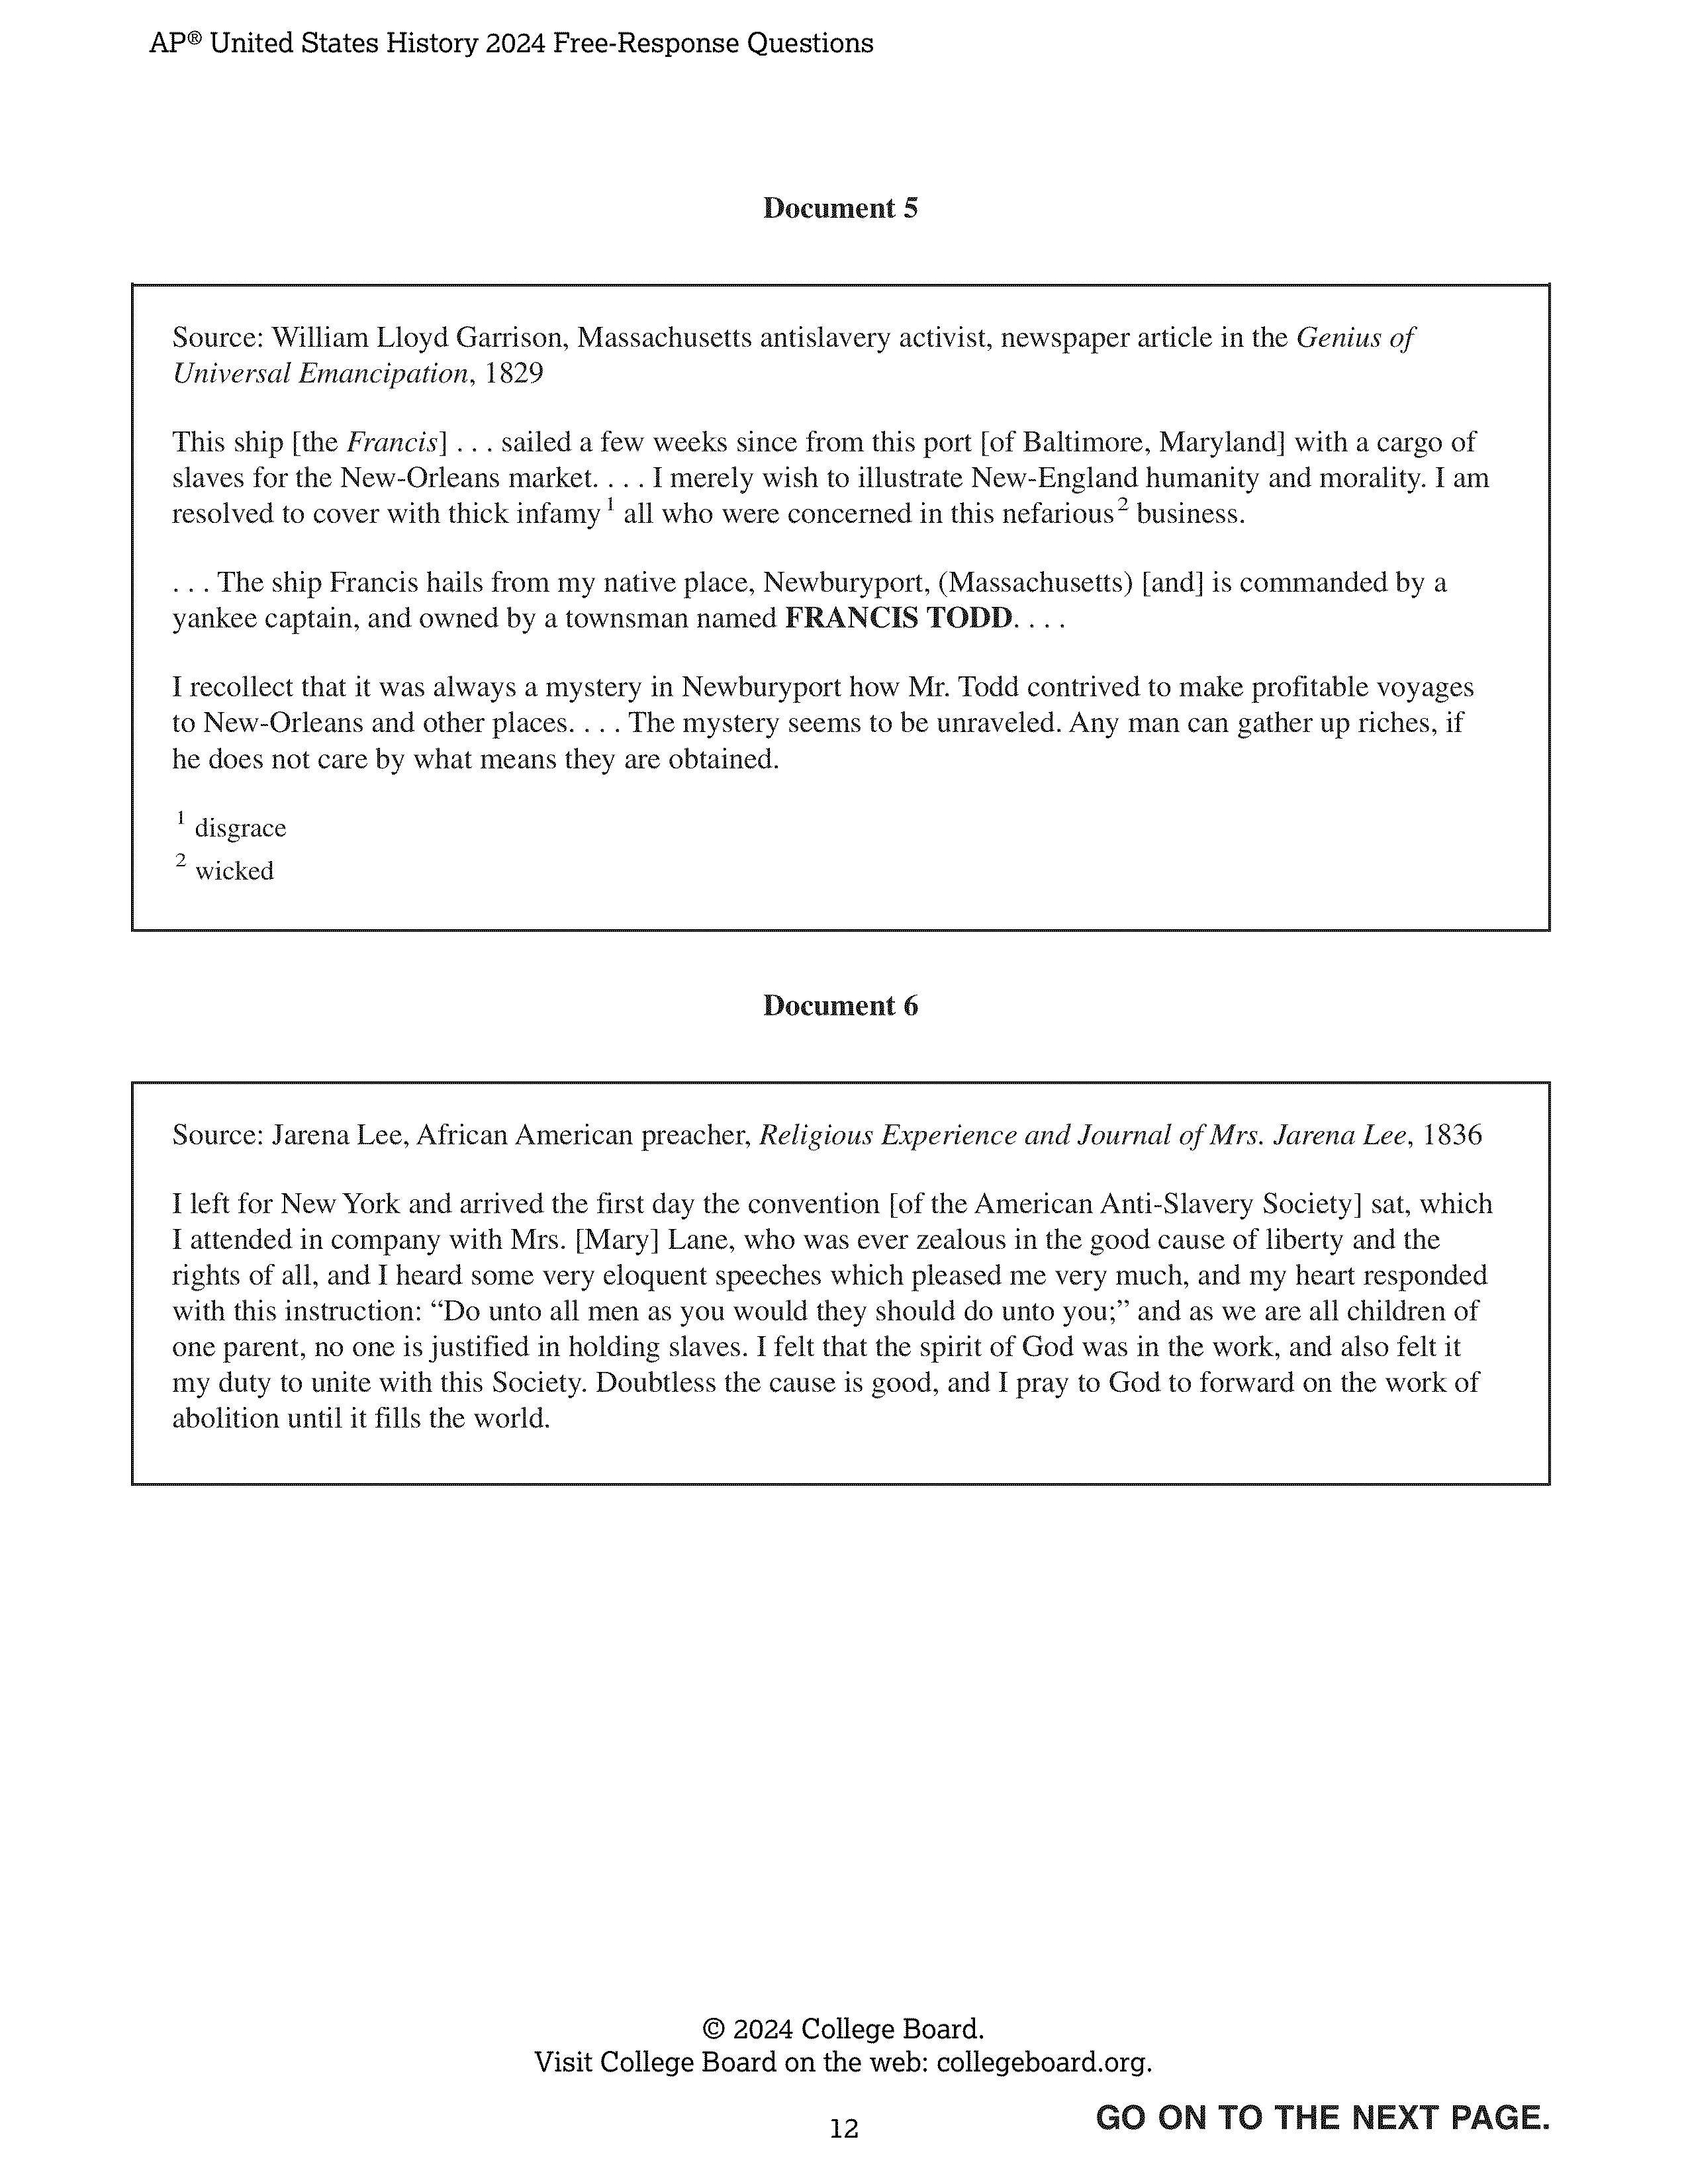 AP® United States History 2024 Free-Response Questions
Document 5
Source: William Lloyd Garrison, Massachusetts antislavery activist, newspaper article in the Genius of
Universal Emancipation, 1829
This ship [the Francis] . . . sailed a few weeks since from this port [of Baltimore, Maryland] with a cargo of
slaves for the New-Orleans market. . . . I merely wish to illustrate New-England humanity and morality. I am
resolved to cover with thick infamy 1 all who were concerned in this nefarious 2 business.
. . . The ship Francis hails from my native place, Newburyport, (Massachusetts) [and] is commanded by a
yankee captain, and owned by a townsman named FRANCIS TODD. . . .
I recollect that it was always a mystery in Newburyport how Mr. Todd contrived to make profitable voyages
to New-Orleans and other places. . . . The mystery seems to be unraveled. Any man can gather up riches, if
he does not care by what means they are obtained.
1 disgrace
2 wicked
Document 6
Source: Jarena Lee, African American preacher, Religious Experience and Journal of Mrs. Jarena Lee, 1836
I left for New York and arrived the first day the convention [of the American Anti-Slavery Society] sat, which
I attended in company with Mrs. [Mary] Lane, who was ever zealous in the good cause of liberty and the
rights of all, and I heard some very eloquent speeches which pleased me very much, and my heart responded
with this instruction: “Do unto all men as you would they should do unto you;” and as we are all children of
one parent, no one is justified in holding slaves. I felt that the spirit of God was in the work, and also felt it
my duty to unite with this Society. Doubtless the cause is good, and I pray to God to forward on the work of
abolition until it fills the world.
© 2024 College Board.
Visit College Board on the web: collegeboard.org.
GO ON TO THE NEXT PAGE.
12